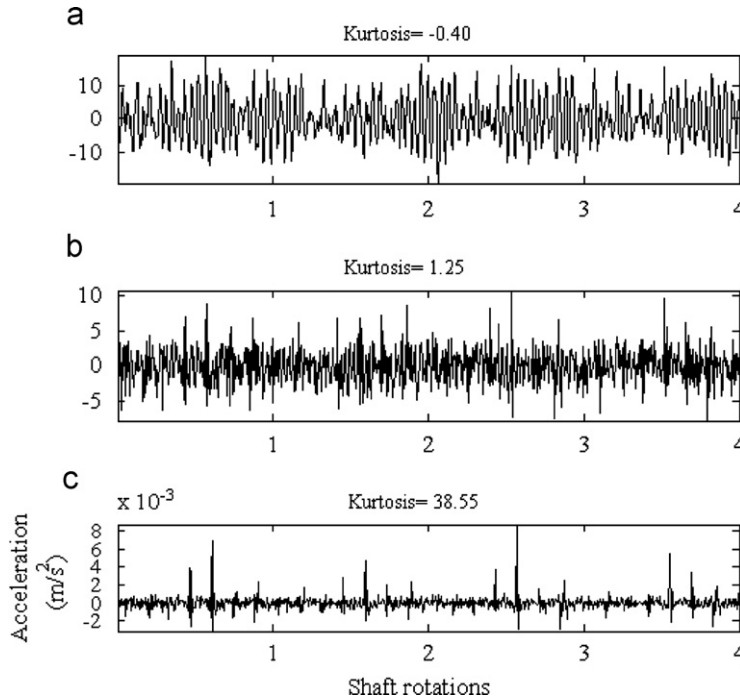 a
Kurtosis= -0.40
10
0
-10
1 2 3 4
b
Kurtosis= 1.25
10
5
0
-5
1 2 3 4
c
x 10-3
Kurtosis= 38.55
8
6
4
2
0
-2
Acceleration
(m/s2)
1 2 3 4
Shaft rotations